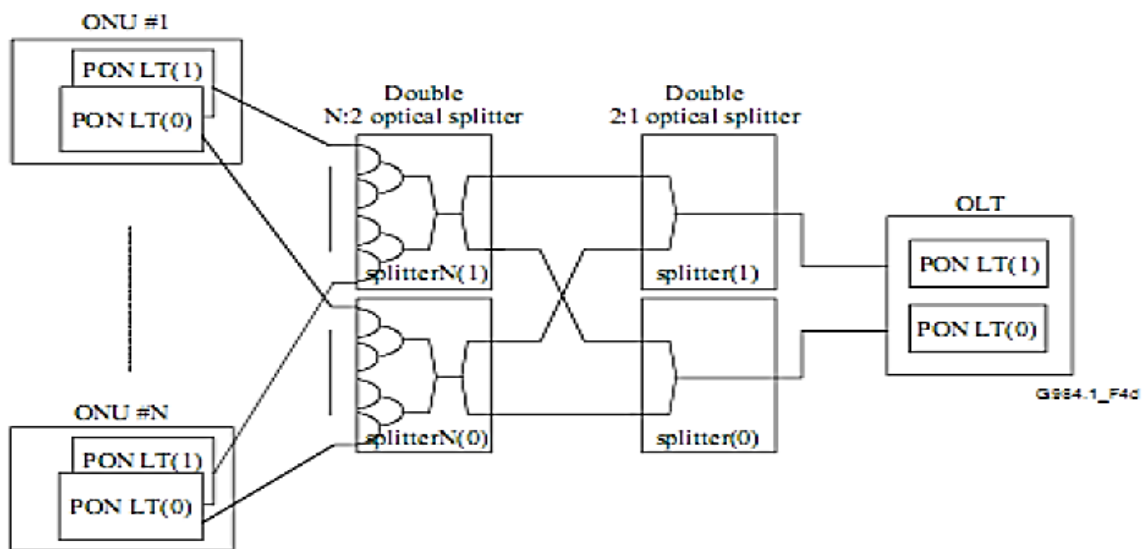 ONU #1
PON LT(1)
PON LT(0)
Double
N:2 optical splitter
Double
2:1 optical splitter
splitterN(1)
splitter(1)
OLT
PON LT(1)
PON LT(0)
G984.1_F4d
splitterN(0)
splitter(0)
ONU #N
PON LT(1)
PON LT(0)